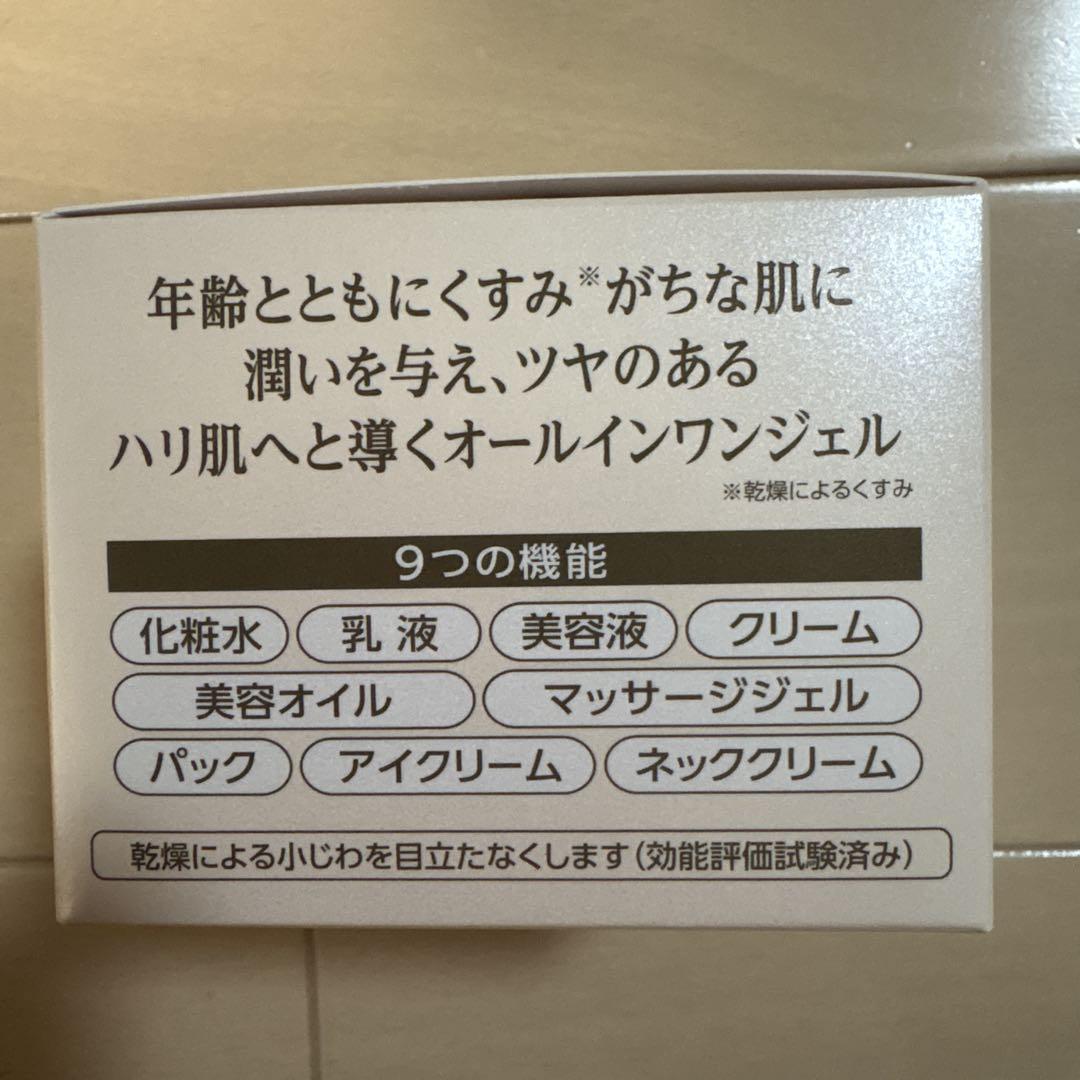 年齢とともにくすみ※がちな肌に
潤いを与え、ツヤのある
ハリ肌へと導くオールインワンジェル
※乾燥によるくすみ
9つの機能
化粧水 乳液 美容液 クリーム
美容オイル マッサージジェル
パック アイクリーム ネッククリーム
乾燥による小じわを目立たなくします(効能評価試験済み)